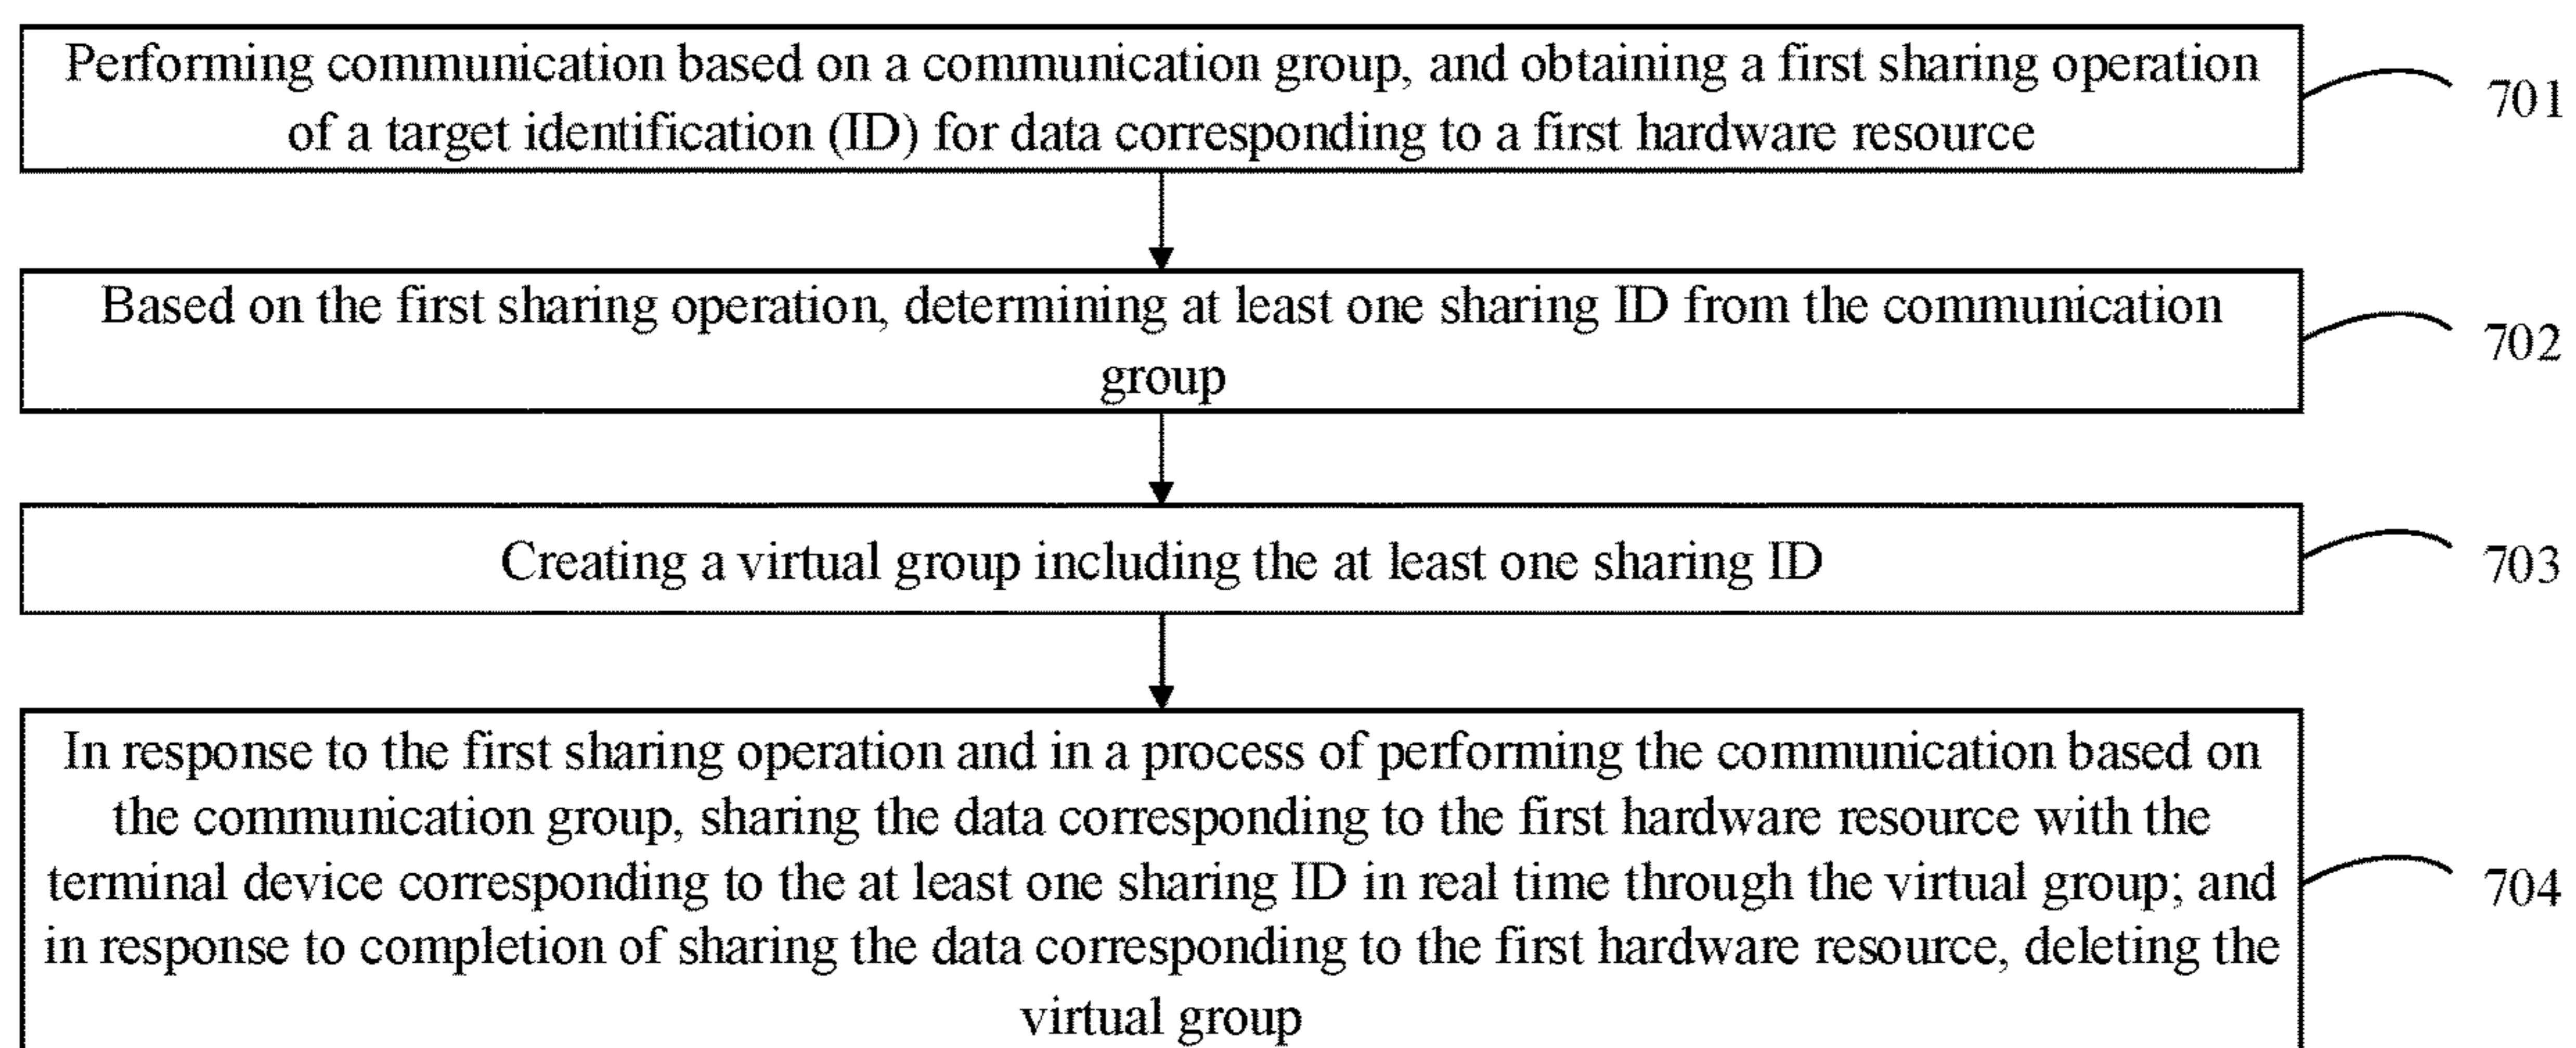 Performing communication based on a communication group, and obtaining a first sharing operation
of a target identification (ID) for data corresponding to a first hardware resource
701
Based on the first sharing operation, determining at least one sharing ID from the communication
group
702
Creating a virtual group including the at least one sharing ID
703
In response to the first sharing operation and in a process of performing the communication based on
the communication group, sharing the data corresponding to the first hardware resource with the
terminal device corresponding to the at least one sharing ID in real time through the virtual group; and
in response to completion of sharing the data corresponding to the first hardware resource, deleting the
virtual group
704